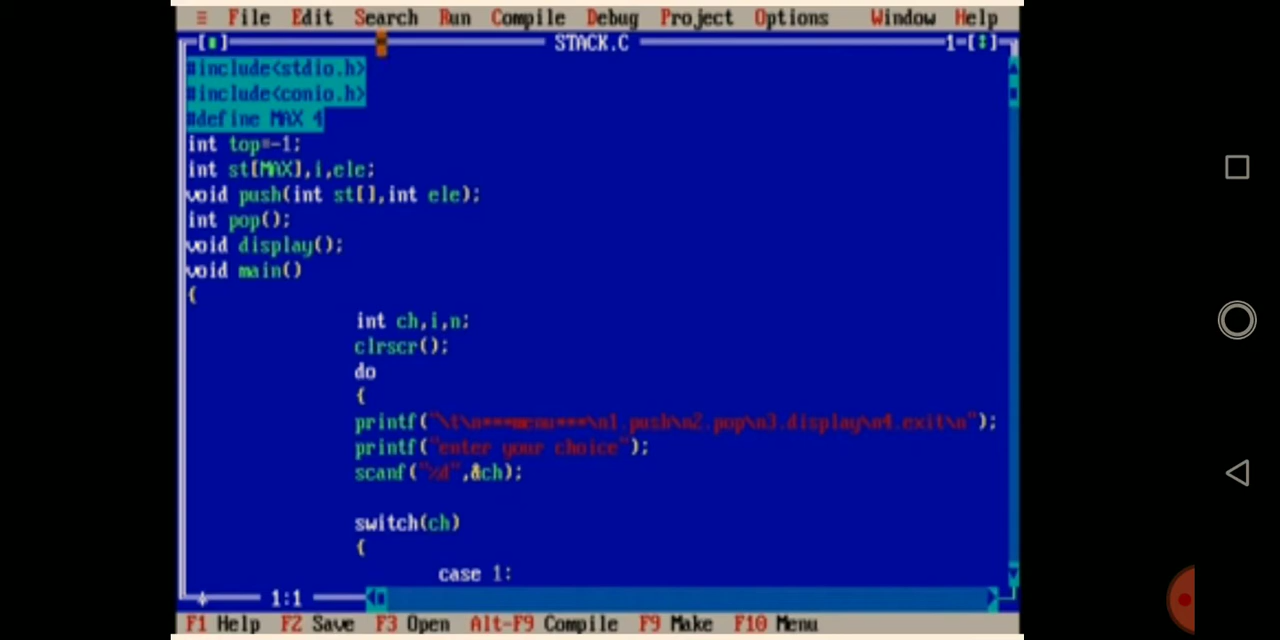 ≡ File Edit Search Run Compile Debug Project Options Window Help
[■] STACK.C 1=[↕]
#include<stdio.h>
#include<conio.h>
#define MAX 4
int top=-1;
int st[MAX],i,ele;
void push(int st[],int ele);
int pop();
void display();
void main()
{
int ch,i,n;
clrscr();
do
{
printf("\t\n***menu***\n1.push\n2.pop\n3.display\n4.exit\n");
printf("enter your choice");
scanf("%d",&ch);
switch(ch)
{
case 1:
1:1
F1 Help F2 Save F3 Open Alt-F9 Compile F9 Make F10 Menu